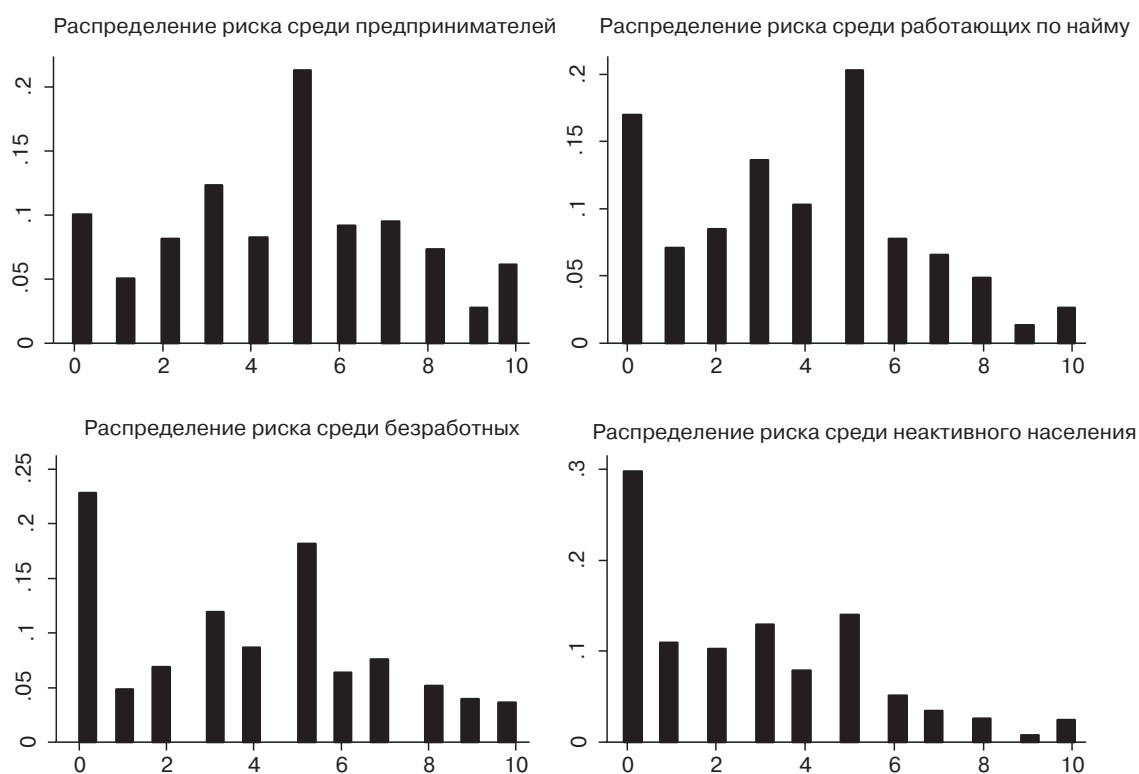 Распределение риска среди предпринимателей
.2
.15
.1
.05
0
0 2 4 6 8 10
Распределение риска среди работающих по найму
.2
.15
.1
.05
0
0 2 4 6 8 10
Распределение риска среди безработных
.25
.2
.15
.1
.05
0
0 2 4 6 8 10
Распределение риска среди неактивного населения
.3
.2
.1
0
0 2 4 6 8 10